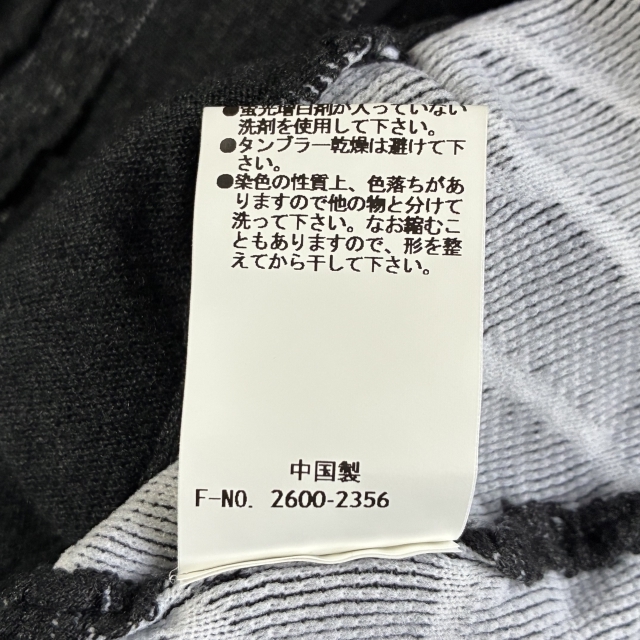 ●蛍光増白剤が入っていない
洗剤を使用して下さい。
●タンブラー乾燥は避けて下
さい。
●染色の性質上、色落ちがあ
りますので他の物と分けて
洗って下さい。なお縮むこ
ともありますので、形を整
えてから干して下さい。
中国製
F-NO. 2600-2356